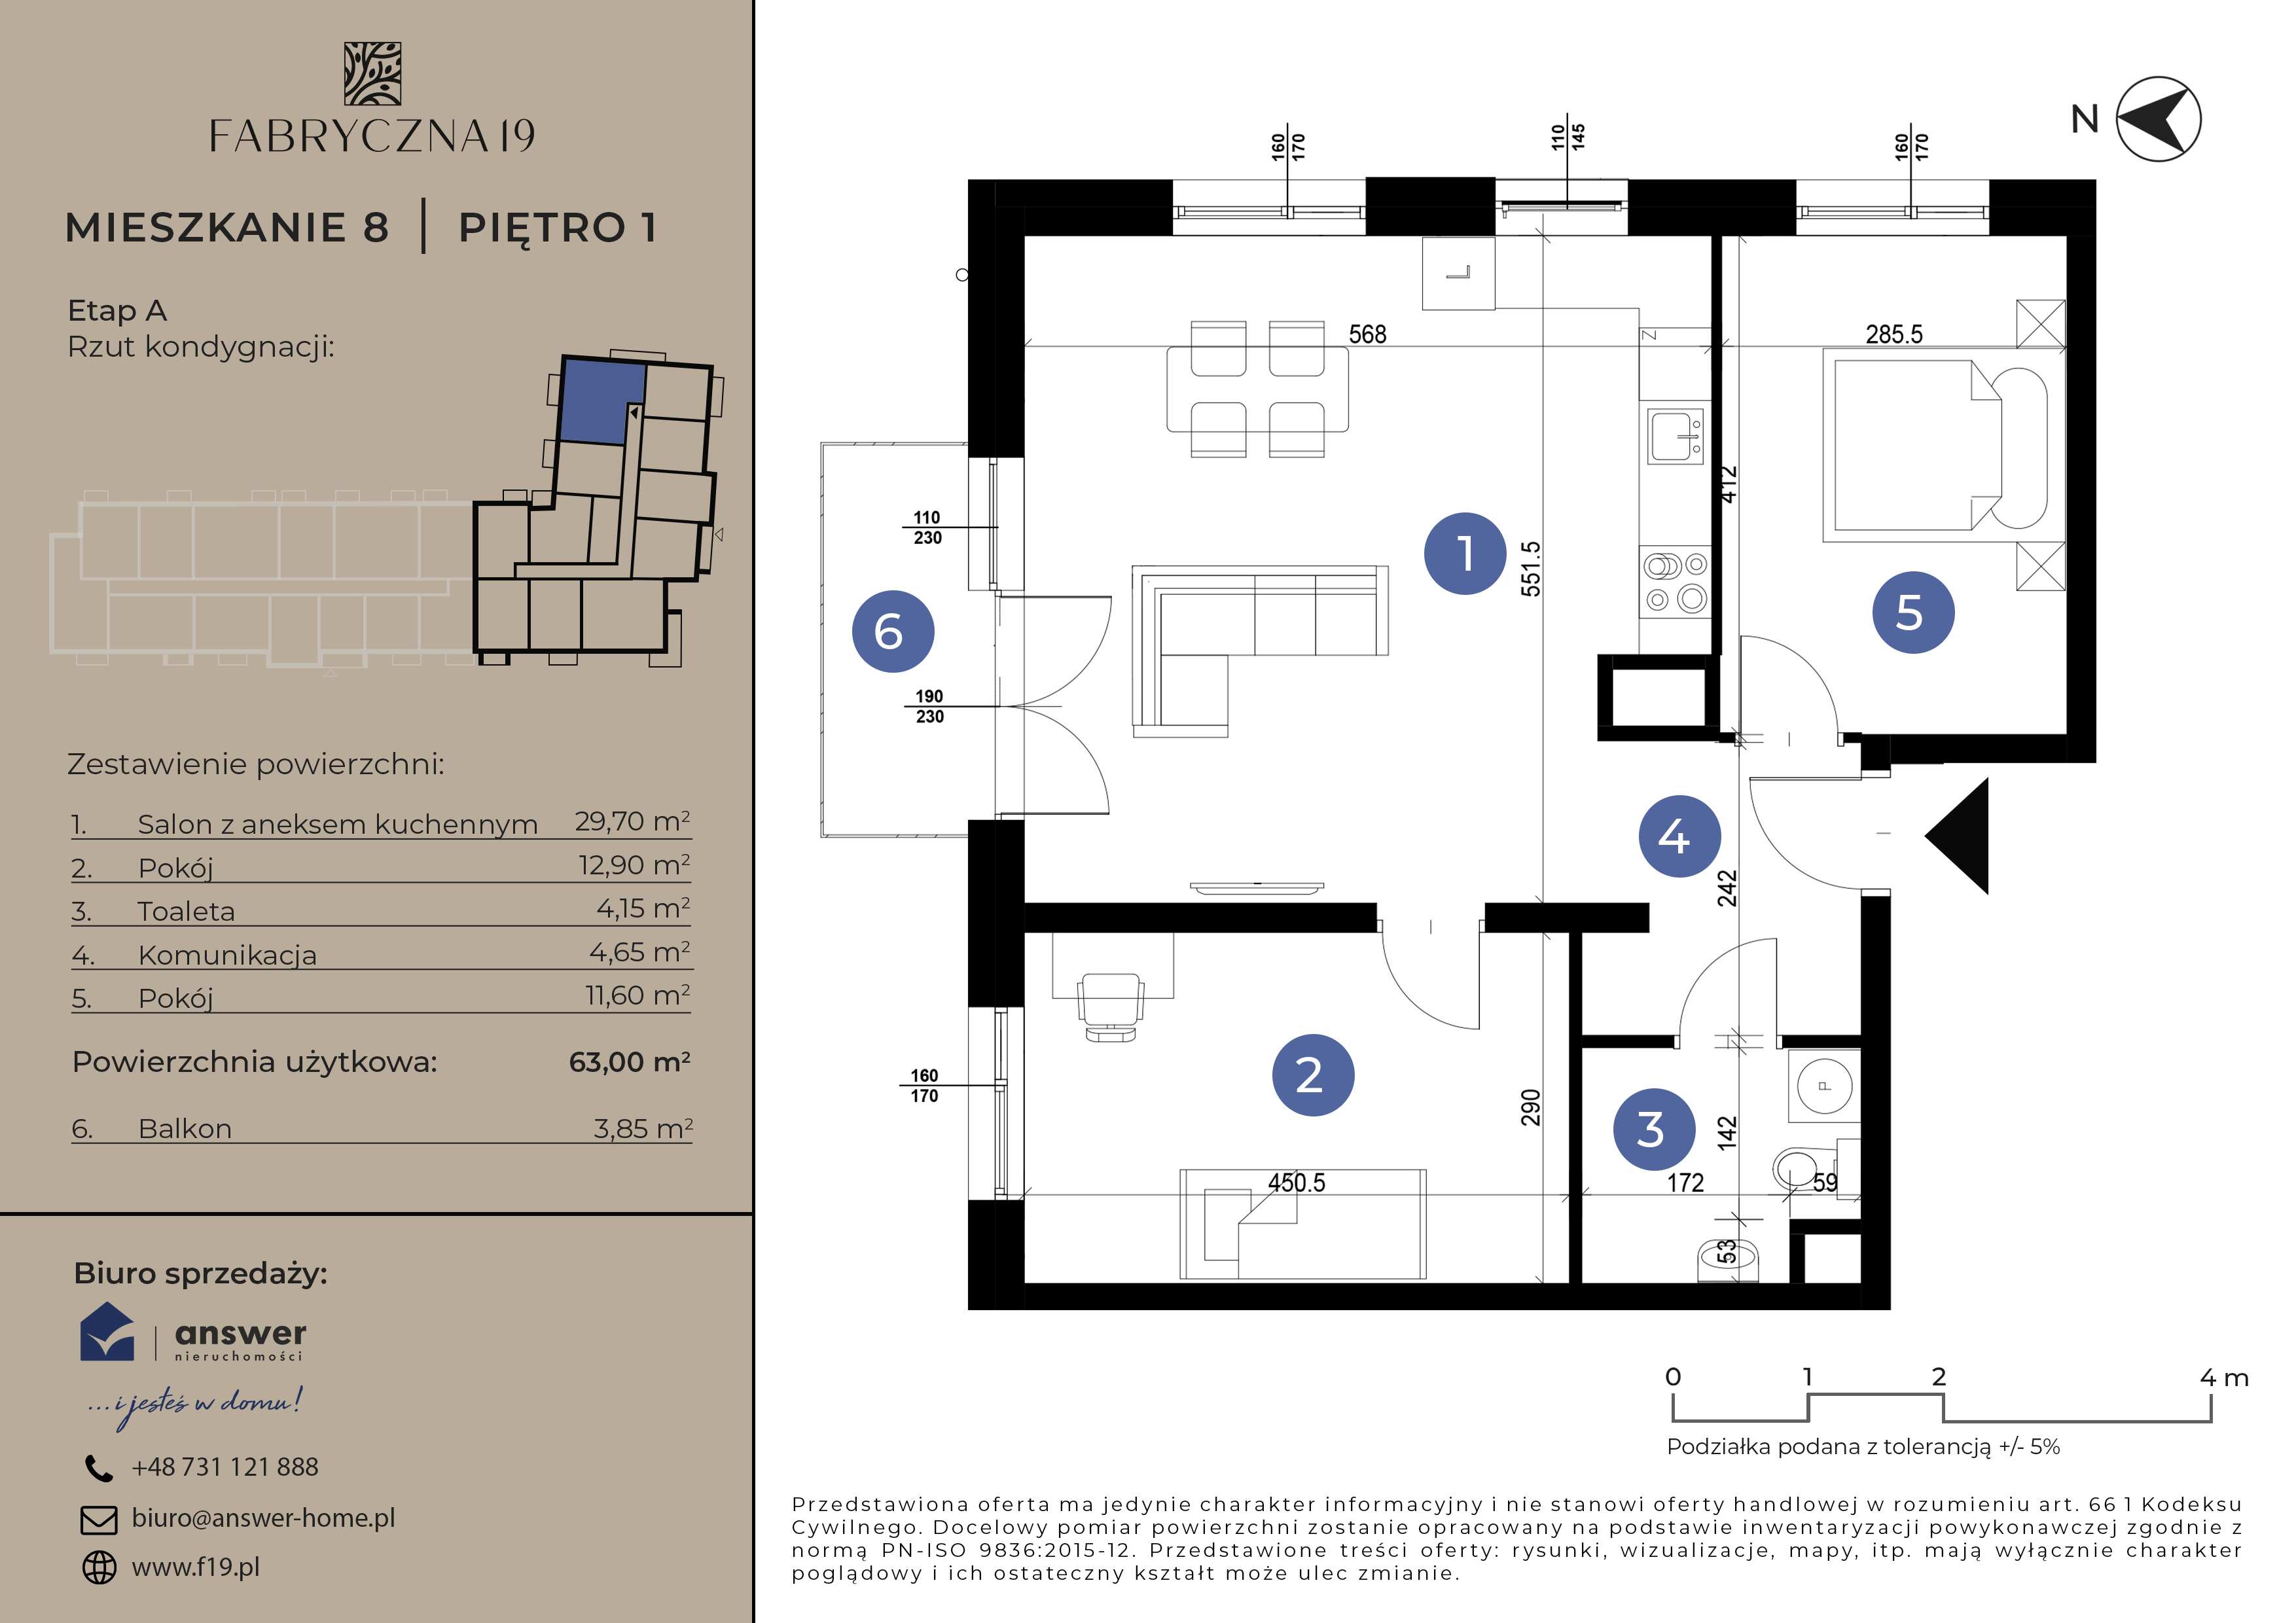 FABRYCZNA 19
MIESZKANIE 8 | PIĘTRO 1
Etap A
Rzut kondygnacji:
Zestawienie powierzchni:
1. Salon z aneksem kuchennym 29,70 m²
2. Pokój 12,90 m²
3. Toaleta 4,15 m²
4. Komunikacja 4,65 m²
5. Pokój 11,60 m²
Powierzchnia użytkowa: 63,00 m²
6. Balkon 3,85 m²
Biuro sprzedaży:
answer
nieruchomości
...i jesteś w domu!
+48 731 121 888
biuro@answer-home.pl
www.f19.pl
N
160
170
110
145
160
170
L
568
Z
285.5
412
110
230
1
551.5
5
6
190
230
4
242
2
160
170
290
3
P
142
450.5
172
59
53
0 1 2 4 m
Podziałka podana z tolerancją +/- 5%
Przedstawiona oferta ma jedynie charakter informacyjny i nie stanowi oferty handlowej w rozumieniu art. 66 1 Kodeksu
Cywilnego. Docelowy pomiar powierzchni zostanie opracowany na podstawie inwentaryzacji powykonawczej zgodnie z
normą PN-ISO 9836:2015-12. Przedstawione treści oferty: rysunki, wizualizacje, mapy, itp. mają wyłącznie charakter
poglądowy i ich ostateczny kształt może ulec zmianie.